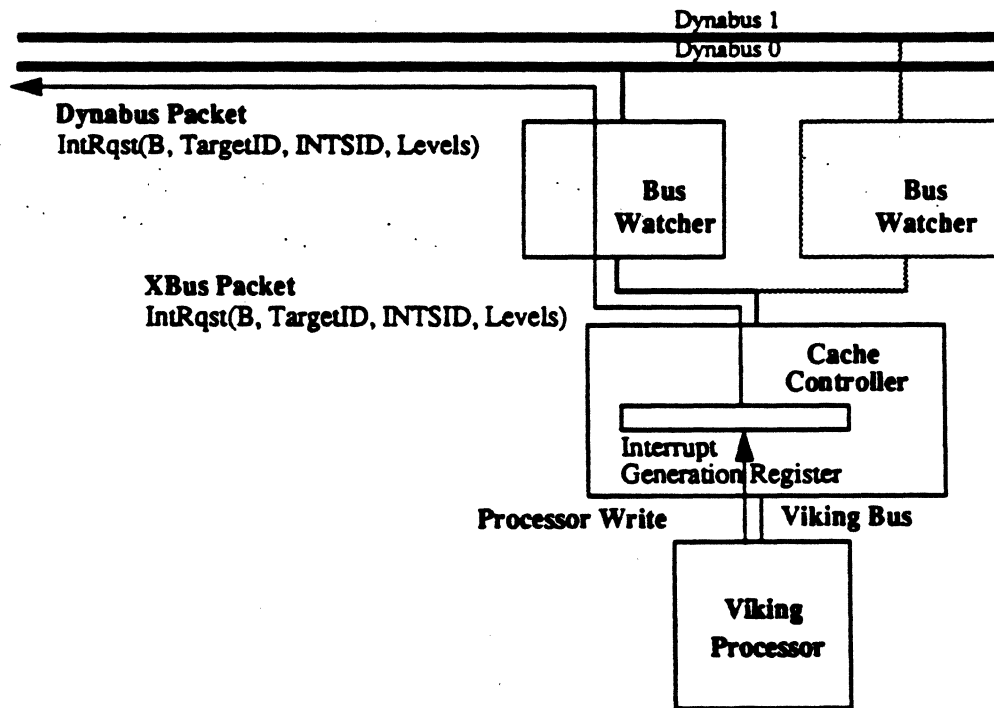 Dynabus 1
Dynabus 0
Dynabus Packet
IntRqst(B, TargetID, INTSID, Levels)
Bus
Watcher
Bus
Watcher
XBus Packet
IntRqst(B, TargetID, INTSID, Levels)
Cache
Controller
Interrupt
Generation Register
Processor Write
Viking Bus
Viking
Processor